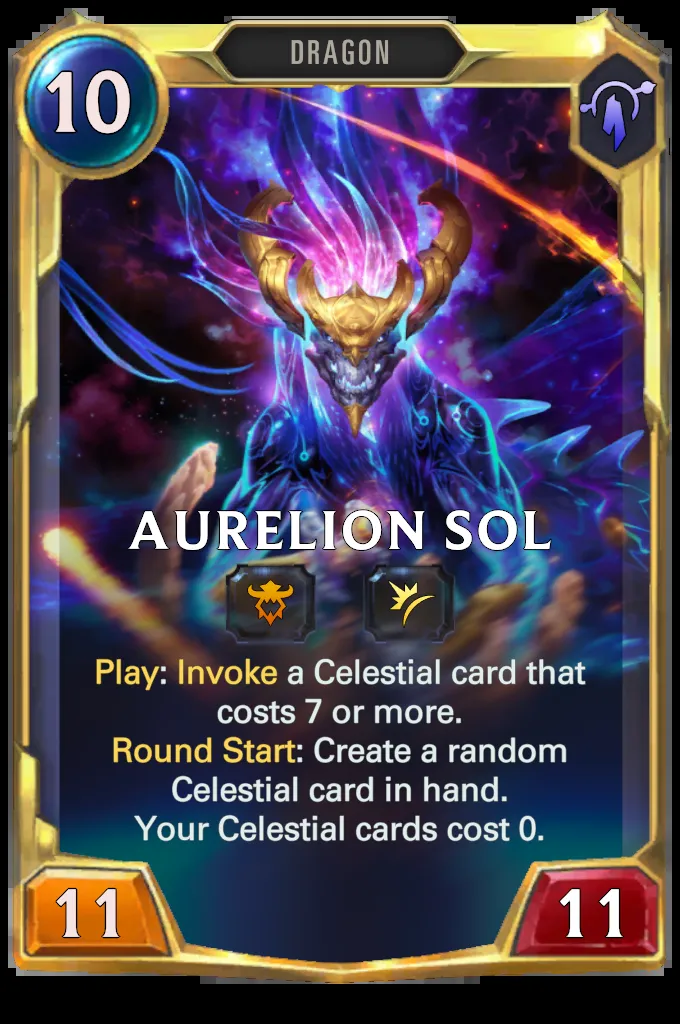 DRAGON
10
AURELION SOL
Play: Invoke a Celestial card that
costs 7 or more.
Round Start: Create a random
Celestial card in hand.
Your Celestial cards cost 0.
11
11